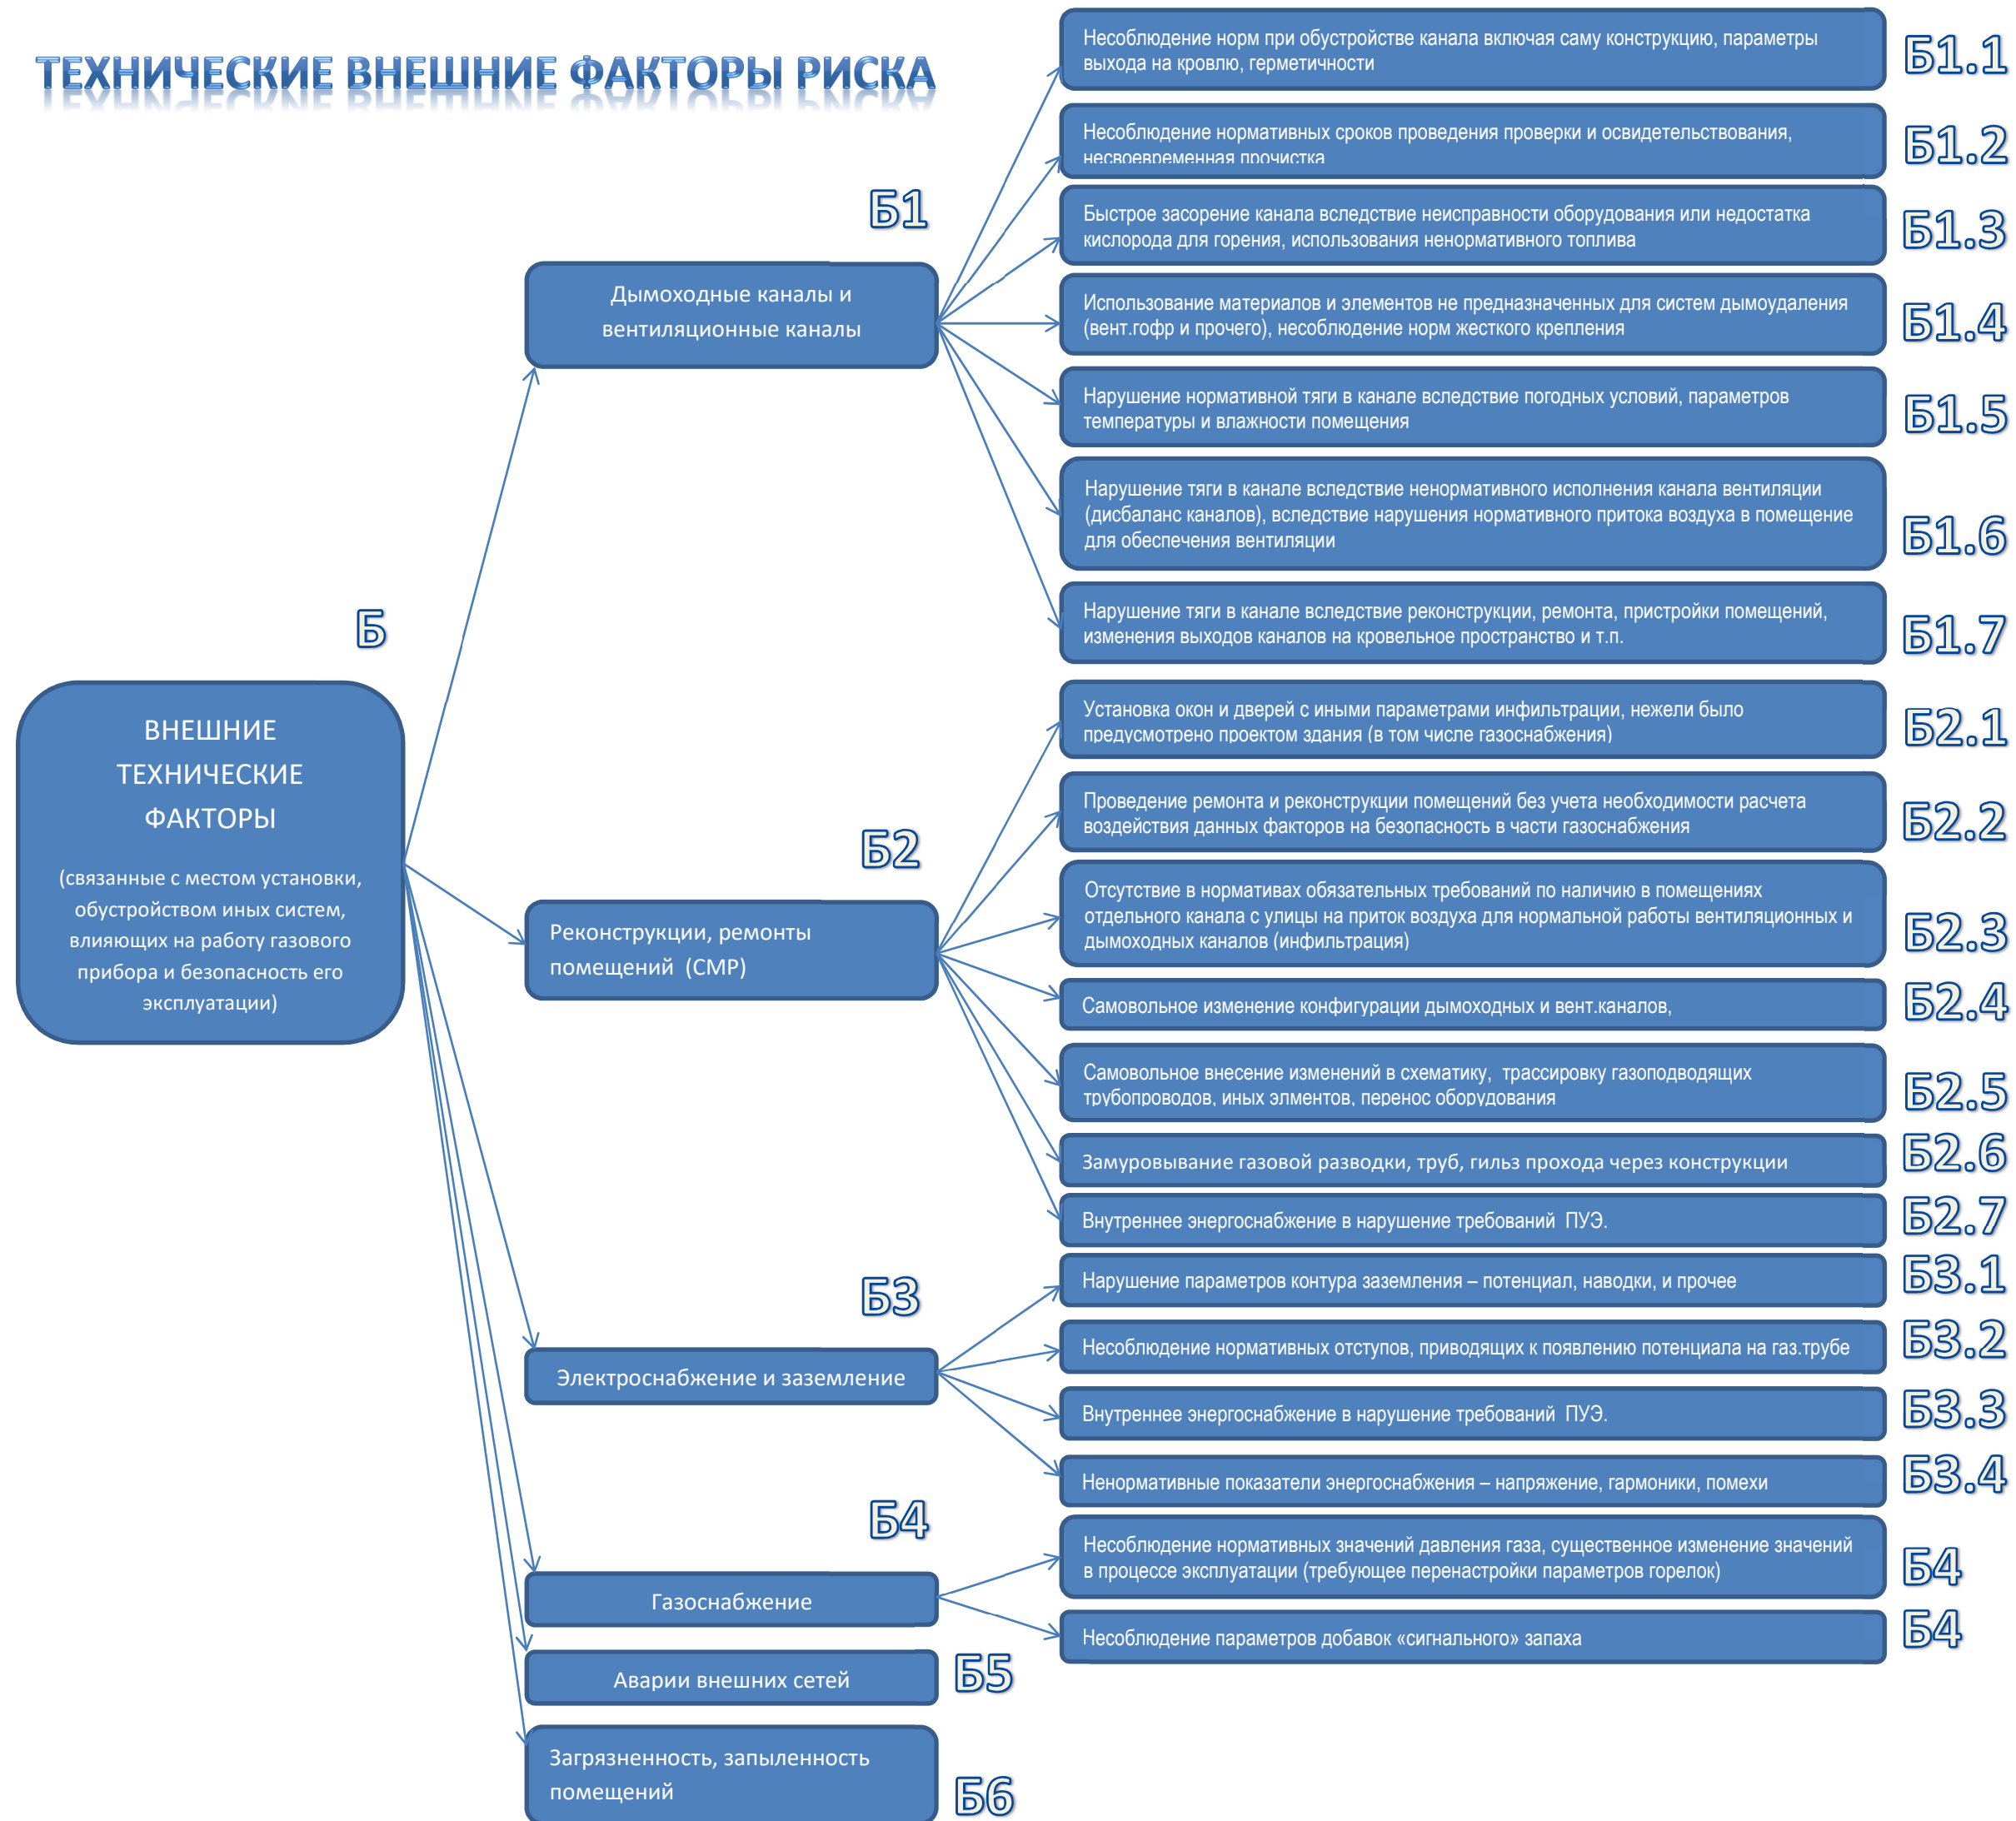 ТЕХНИЧЕСКИЕ ВНЕШНИЕ ФАКТОРЫ РИСКА
Б
ВНЕШНИЕ
ТЕХНИЧЕСКИЕ
ФАКТОРЫ
(связанные с местом установки,
обустройством иных систем,
влияющих на работу газового
прибора и безопасность его
эксплуатации)
Б1
Дымоходные каналы и
вентиляционные каналы
Несоблюдение норм при обустройстве канала включая саму конструкцию, параметры
выхода на кровлю, герметичности
Б1.1
Несоблюдение нормативных сроков проведения проверки и освидетельствования,
несвоевременная прочистка
Б1.2
Быстрое засорение канала вследствие неисправности оборудования или недостатка
кислорода для горения, использования ненормативного топлива
Б1.3
Использование материалов и элементов не предназначенных для систем дымоудаления
(вент.гофр и прочего), несоблюдение норм жесткого крепления
Б1.4
Нарушение нормативной тяги в канале вследствие погодных условий, параметров
температуры и влажности помещения
Б1.5
Нарушение тяги в канале вследствие ненормативного исполнения канала вентиляции
(дисбаланс каналов), вследствие нарушения нормативного притока воздуха в помещение
для обеспечения вентиляции
Б1.6
Нарушение тяги в канале вследствие реконструкции, ремонта, пристройки помещений,
изменения выходов каналов на кровельное пространство и т.п.
Б1.7
Б2
Реконструкции, ремонты
помещений (СМР)
Установка окон и дверей с иными параметрами инфильтрации, нежели было
предусмотрено проектом здания (в том числе газоснабжения)
Б2.1
Проведение ремонта и реконструкции помещений без учета необходимости расчета
воздействия данных факторов на безопасность в части газоснабжения
Б2.2
Отсутствие в нормативах обязательных требований по наличию в помещениях
отдельного канала с улицы на приток воздуха для нормальной работы вентиляционных и
дымоходных каналов (инфильтрация)
Б2.3
Самовольное изменение конфигурации дымоходных и вент.каналов,
Б2.4
Самовольное внесение изменений в схематику, трассировку газоподводящих
трубопроводов, иных элментов, перенос оборудования
Б2.5
Замуровывание газовой разводки, труб, гильз прохода через конструкции
Б2.6
Внутреннее энергоснабжение в нарушение требований ПУЭ.
Б2.7
Б3
Электроснабжение и заземление
Нарушение параметров контура заземления – потенциал, наводки, и прочее
Б3.1
Несоблюдение нормативных отступов, приводящих к появлению потенциала на газ.трубе
Б3.2
Внутреннее энергоснабжение в нарушение требований ПУЭ.
Б3.3
Ненормативные показатели энергоснабжения – напряжение, гармоники, помехи
Б3.4
Б4
Газоснабжение
Несоблюдение нормативных значений давления газа, существенное изменение значений
в процессе эксплуатации (требующее перенастройки параметров горелок)
Б4
Несоблюдение параметров добавок «сигнального» запаха
Б4
Аварии внешних сетей
Б5
Загрязненность, запыленность
помещений
Б6